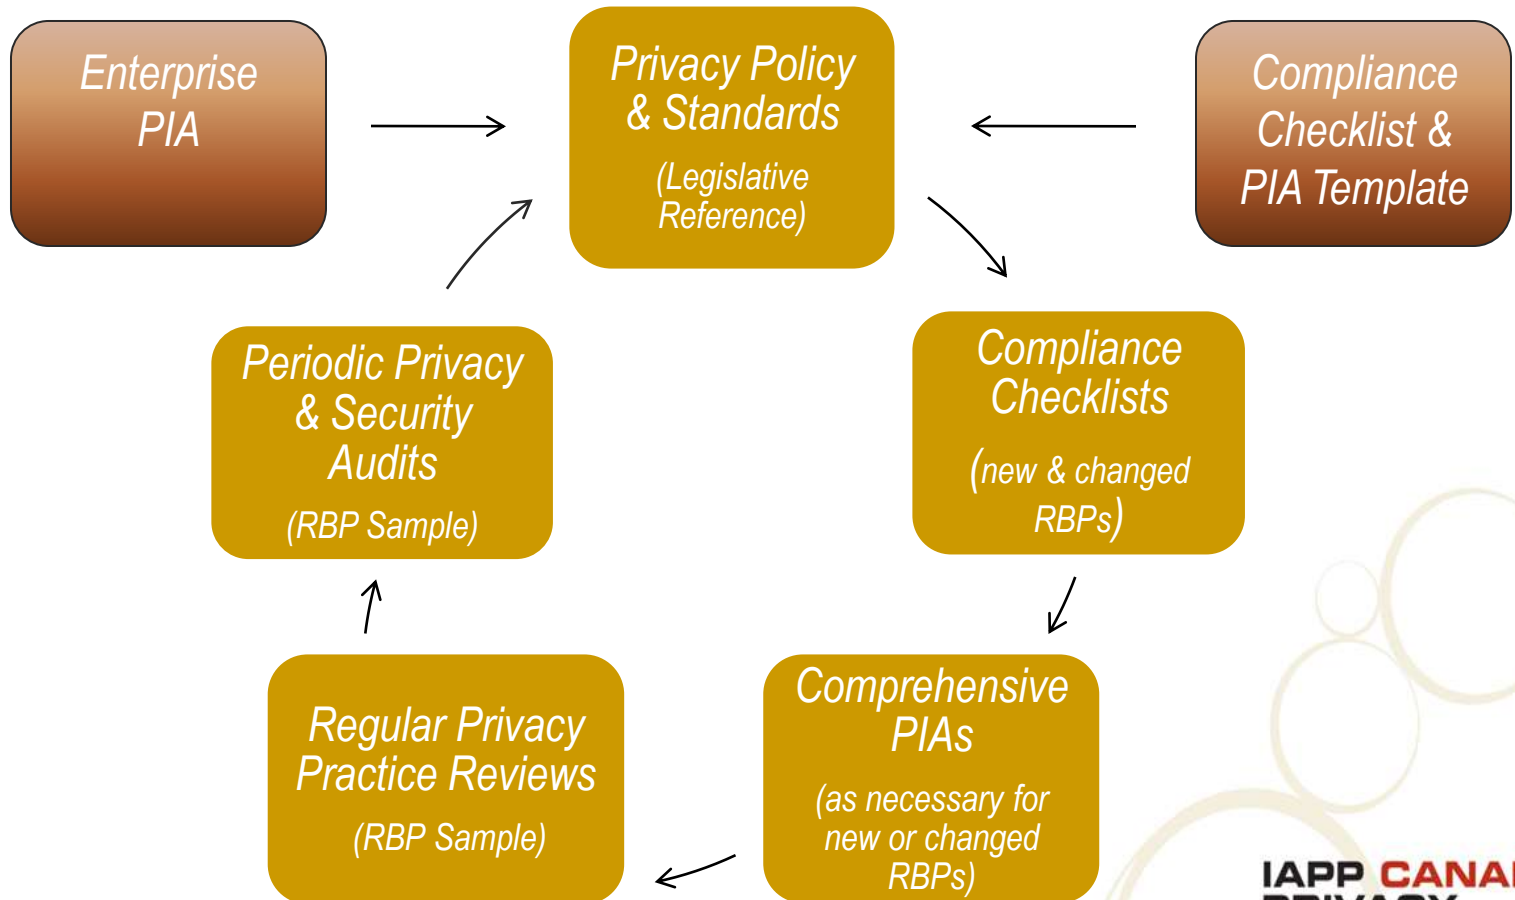 Enterprise
PIA
Privacy Policy
& Standards
(Legislative
Reference)
Compliance
Checklist &
PIA Template
Compliance
Checklists
(new & changed
RBPs)
Comprehensive
PIAs
(as necessary for
new or changed
RBPs)
Regular Privacy
Practice Reviews
(RBP Sample)
Periodic Privacy
& Security
Audits
(RBP Sample)
IAPP CANA
PRIVACY